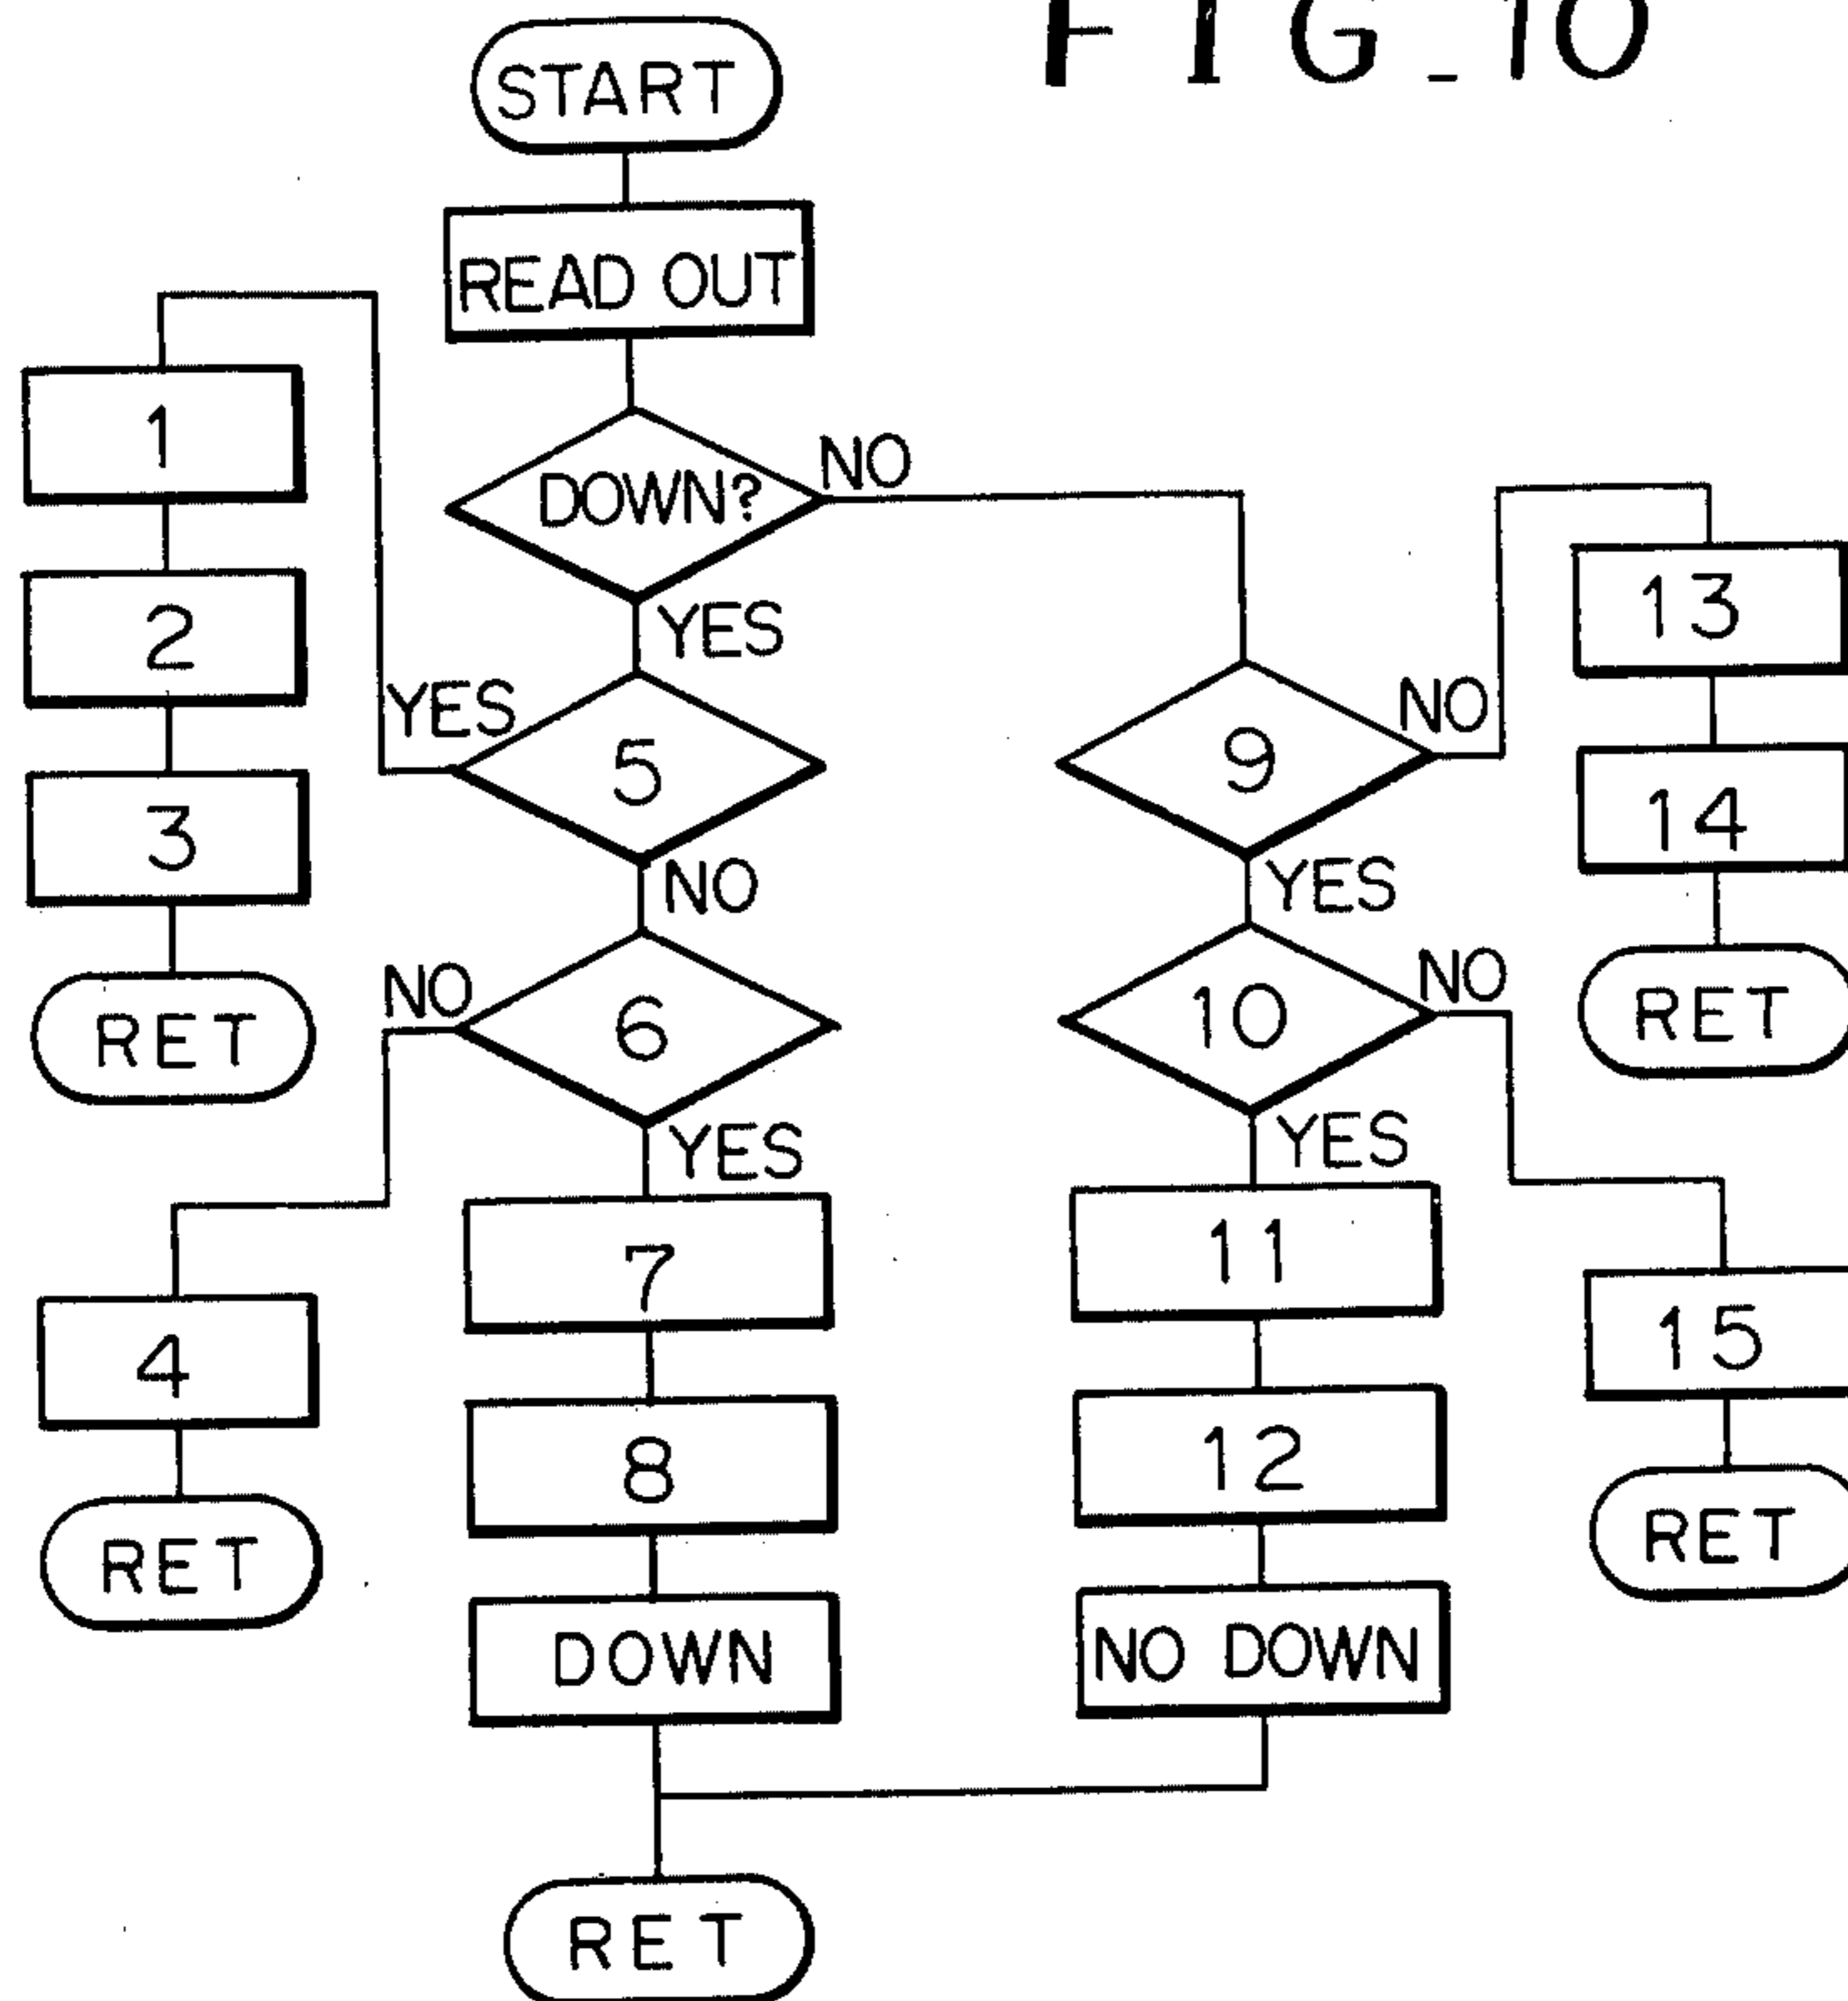 FIG_10
START
READ OUT
DOWN?
NO
YES
1
2
3
RET
YES
5
NO
NO
6
YES
4
RET
7
8
DOWN
9
NO
YES
13
14
RET
10
NO
YES
11
12
NO DOWN
15
RET
RET